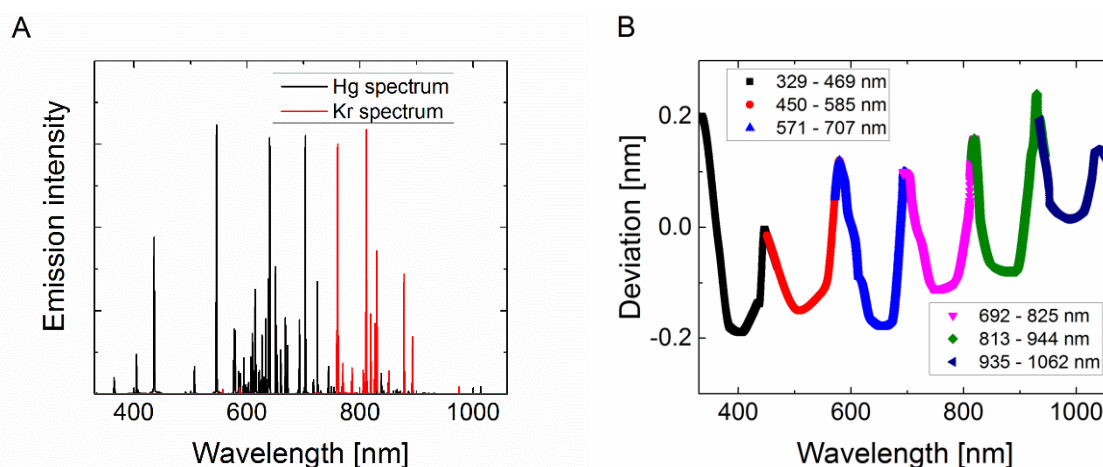 A
Hg spectrum
Kr spectrum
Emission intensity
400 600 800 1000
Wavelength [nm]
B
329 - 469 nm
450 - 585 nm
571 - 707 nm
0.2
0.0
-0.2
Deviation [nm]
692 - 825 nm
813 - 944 nm
935 - 1062 nm
400 600 800 1000
Wavelength [nm]